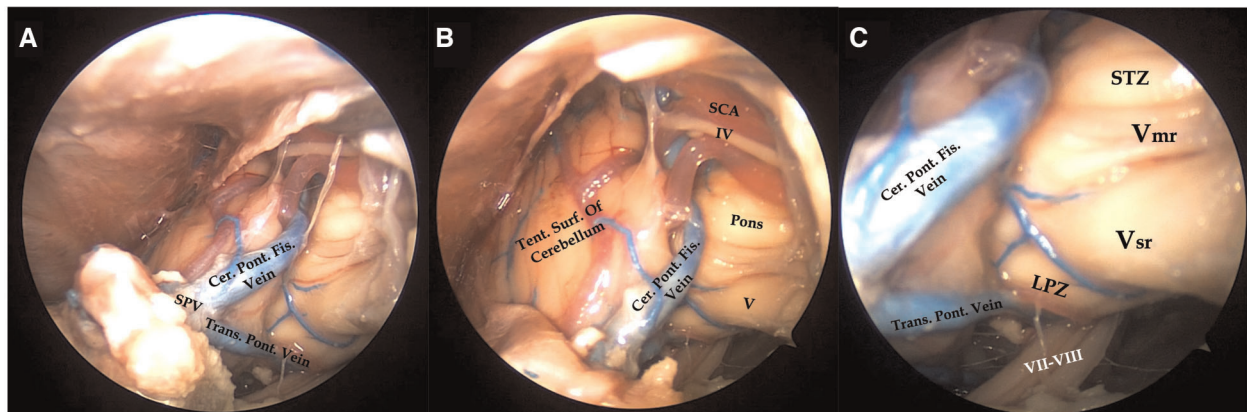 A
Cer. Pont. Fis.
Vein
SPV
Trans. Pont. Vein
B
SCA
IV
Tent. Surf. Of
Cerebellum
Pons
Cer. Pont. Fis.
Vein
V
C
STZ
Vmr
Cer. Pont. Fis.
Vein
Vsr
LPZ
Trans. Pont. Vein
VII-VIII